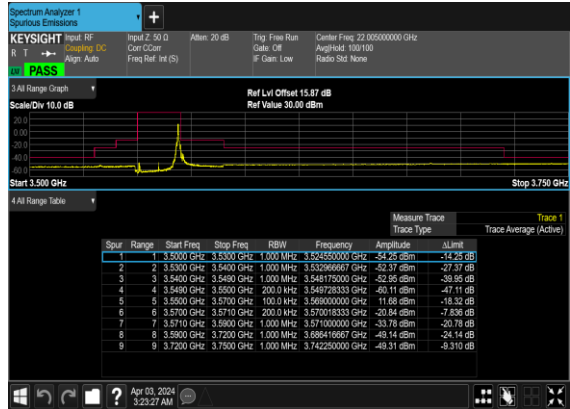 Spectrum Analyzer 1
Spurious Emissions
KEYSIGHT Input: RF Input Z: 50 Ω Atten: 20 dB Trig: Free Run Center Freq: 22.005000000 GHz
R T Coupling: DC Corr CCorr Gate: Off Avg|Hold: 100/100
Align: Auto Freq Ref: Int (S) IF Gain: Low Radio Std: None
PASS
3 All Range Graph
Ref Lvl Offset 15.87 dB
Scale/Div 10.0 dB Ref Value 30.00 dBm
20.0
0.00
-20.0
-40.0
Start 3.500 GHz Stop 3.750 GHz
4 All Range Table
Measure Trace Trace 1
Trace Type Trace Average (Active)
Spur Range Start Freq Stop Freq RBW Frequency Amplitude ΔLimit
1 1 3.5000 GHz 3.5300 GHz 1.000 MHz 3.524550000 GHz -54.25 dBm -14.25 dB
2 2 3.5300 GHz 3.5400 GHz 1.000 MHz 3.532966667 GHz -52.37 dBm -27.37 dB
3 3 3.5400 GHz 3.5490 GHz 1.000 MHz 3.548175000 GHz -52.95 dBm -39.95 dB
4 4 3.5490 GHz 3.5500 GHz 200.0 kHz 3.549728333 GHz -60.11 dBm -47.11 dB
5 5 3.5500 GHz 3.5700 GHz 100.0 kHz 3.569000000 GHz 11.68 dBm -18.32 dB
6 6 3.5700 GHz 3.5710 GHz 200.0 kHz 3.570018333 GHz -20.84 dBm -7.836 dB
7 7 3.5710 GHz 3.5900 GHz 1.000 MHz 3.571000000 GHz -33.78 dBm -20.78 dB
8 8 3.5900 GHz 3.7200 GHz 1.000 MHz 3.686416667 GHz -49.14 dBm -24.14 dB
9 9 3.7200 GHz 3.7500 GHz 1.000 MHz 3.742250000 GHz -49.31 dBm -9.310 dB
Apr 03, 2024
3:23:27 AM